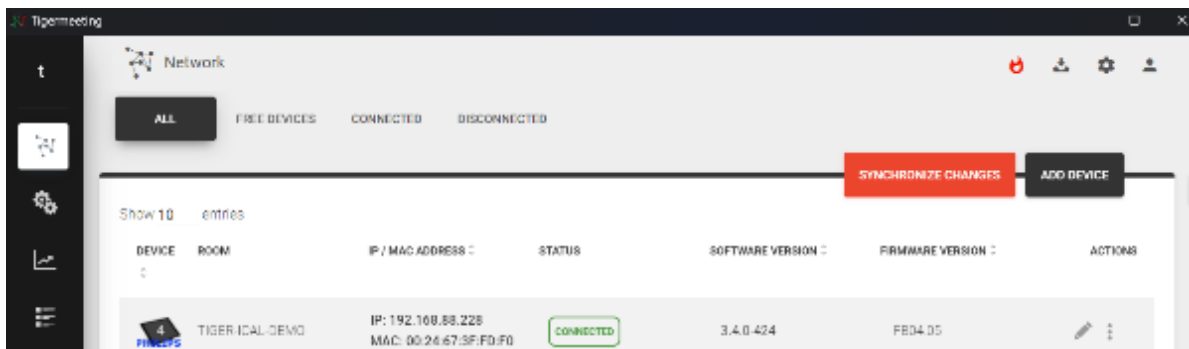 Tigermeeting
t
Network
ALL FREE DEVICES CONNECTED DISCONNECTED
SYNCHRONIZE CHANGES ADD DEVICE
Show 10 entries
DEVICE ROOM IP / MAC ADDRESS STATUS SOFTWARE VERSION FIRMWARE VERSION ACTIONS
4 PHILIPS TIGER-ICAL-DEMO IP: 192.168.88.228 CONNECTED 3.4.0-424 FB04.05
MAC: 00:24:67:3F:FD:F0